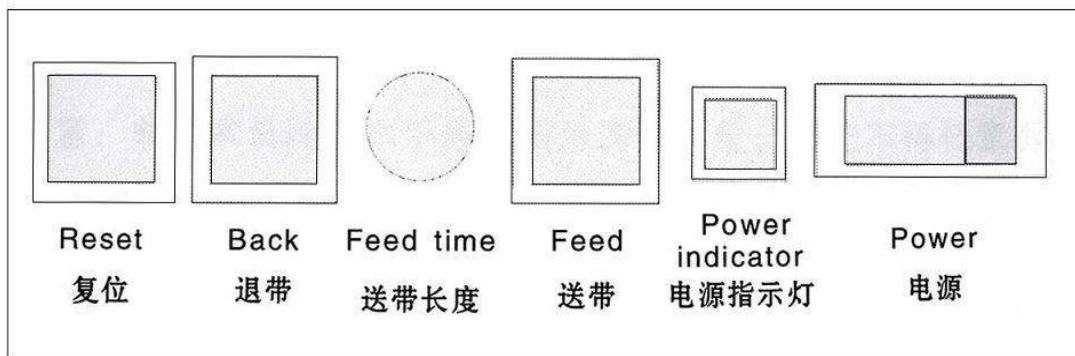 Reset
复位
Back
退带
Feed time
送带长度
Feed
送带
Power
indicator
电源指示灯
Power
电源